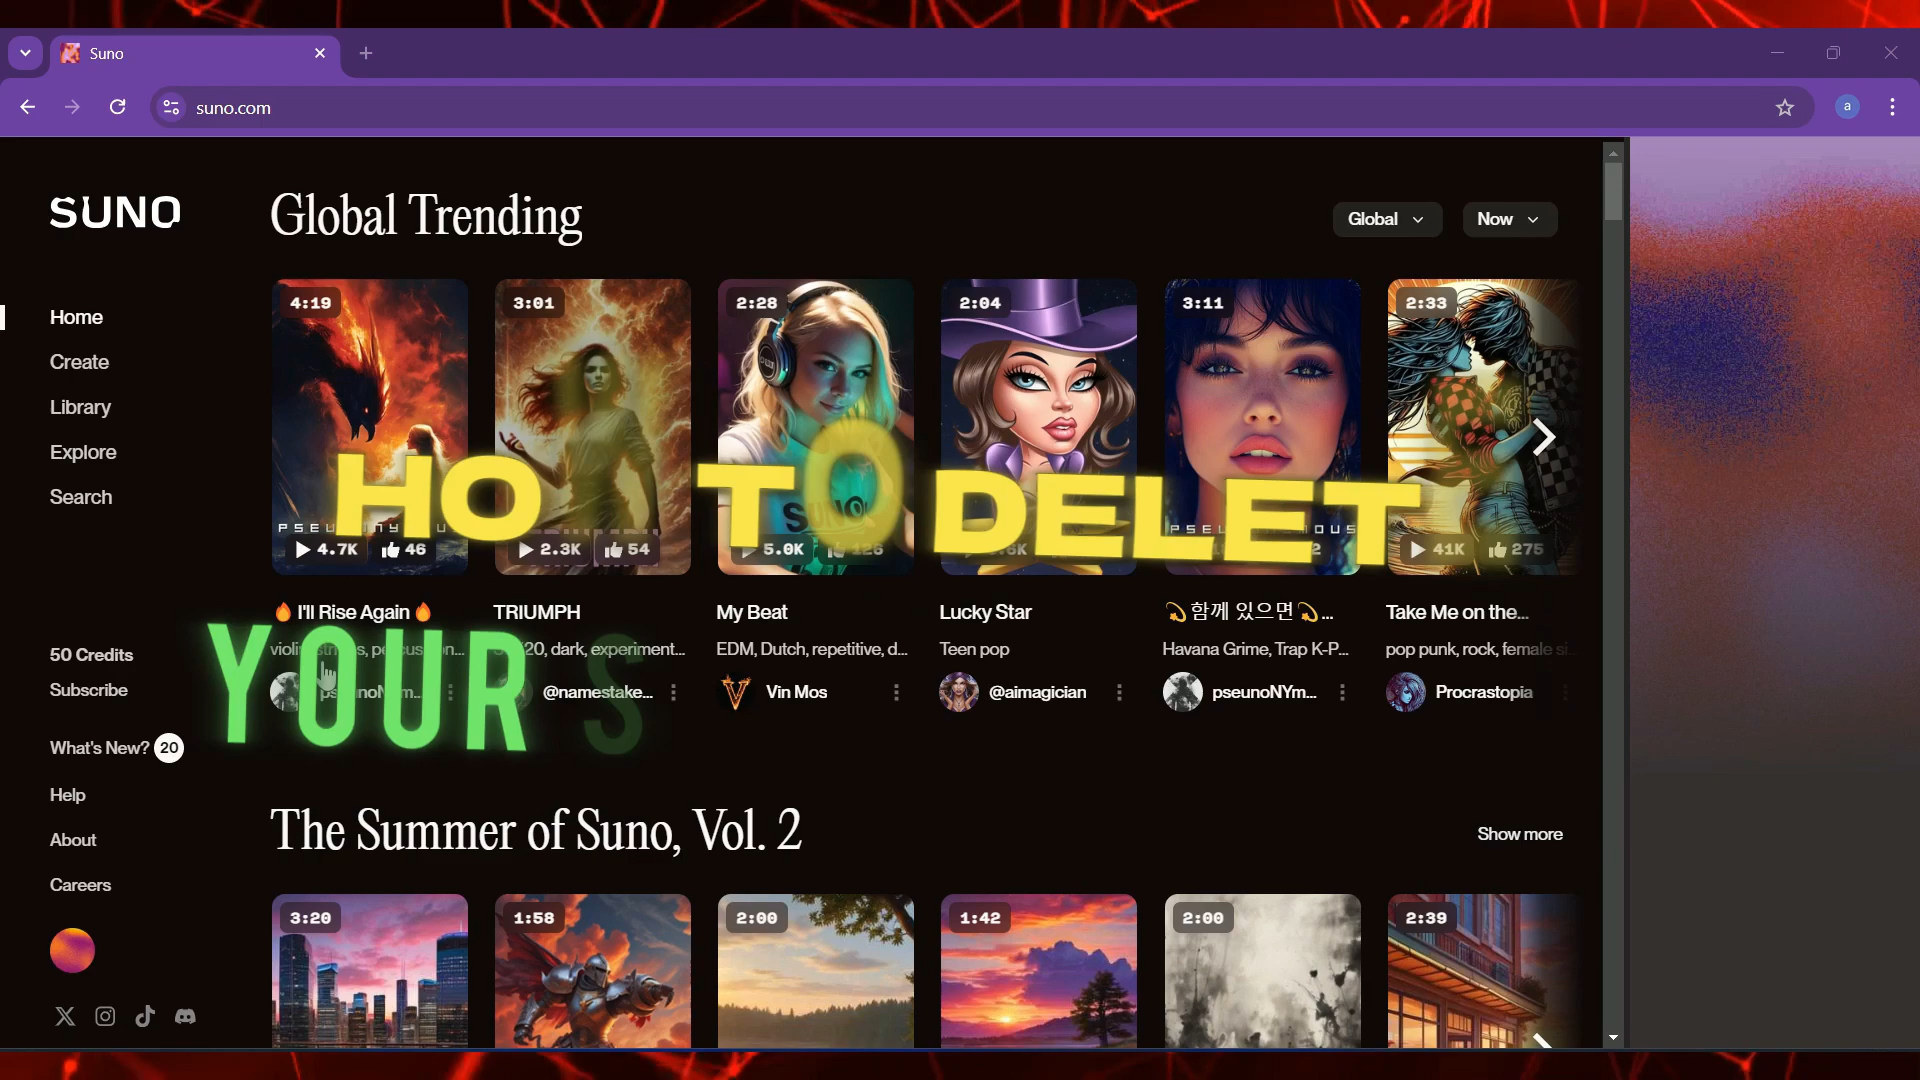 Suno
suno.com
SUNO
Global Trending
Global
Now
Home
Create
Library
Explore
Search
4:19
3:01
2:28
2:04
3:11
2:33
HO TO DELET
4.7K 46
2.3K 54
5.0K 126
41K 275
🔥 I'll Rise Again 🔥
TRIUMPH
My Beat
Lucky Star
💫 함께 있으면 💫...
Take Me on the...
YOUR S
EDM, Dutch, repetitive, d...
20, dark, experiment...
Teen pop
Havana Grime, Trap K-P...
pop punk, rock, female si...
@namestake...
Vin Mos
@aimagician
pseunoNYm...
Procrastopia
50 Credits
Subscribe
What's New? 20
Help
About
Careers
The Summer of Suno, Vol. 2
Show more
3:20
1:58
2:00
1:42
2:00
2:39
a